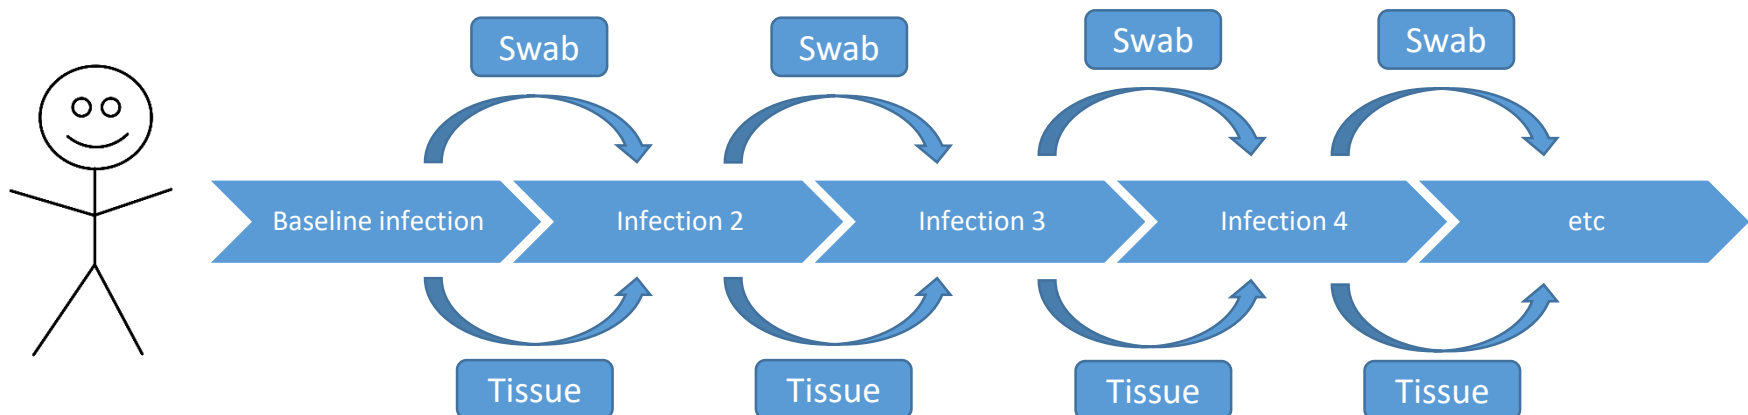 Swab
Swab
Swab
Swab
Baseline infection
Infection 2
Infection 3
Infection 4
etc
Tissue
Tissue
Tissue
Tissue